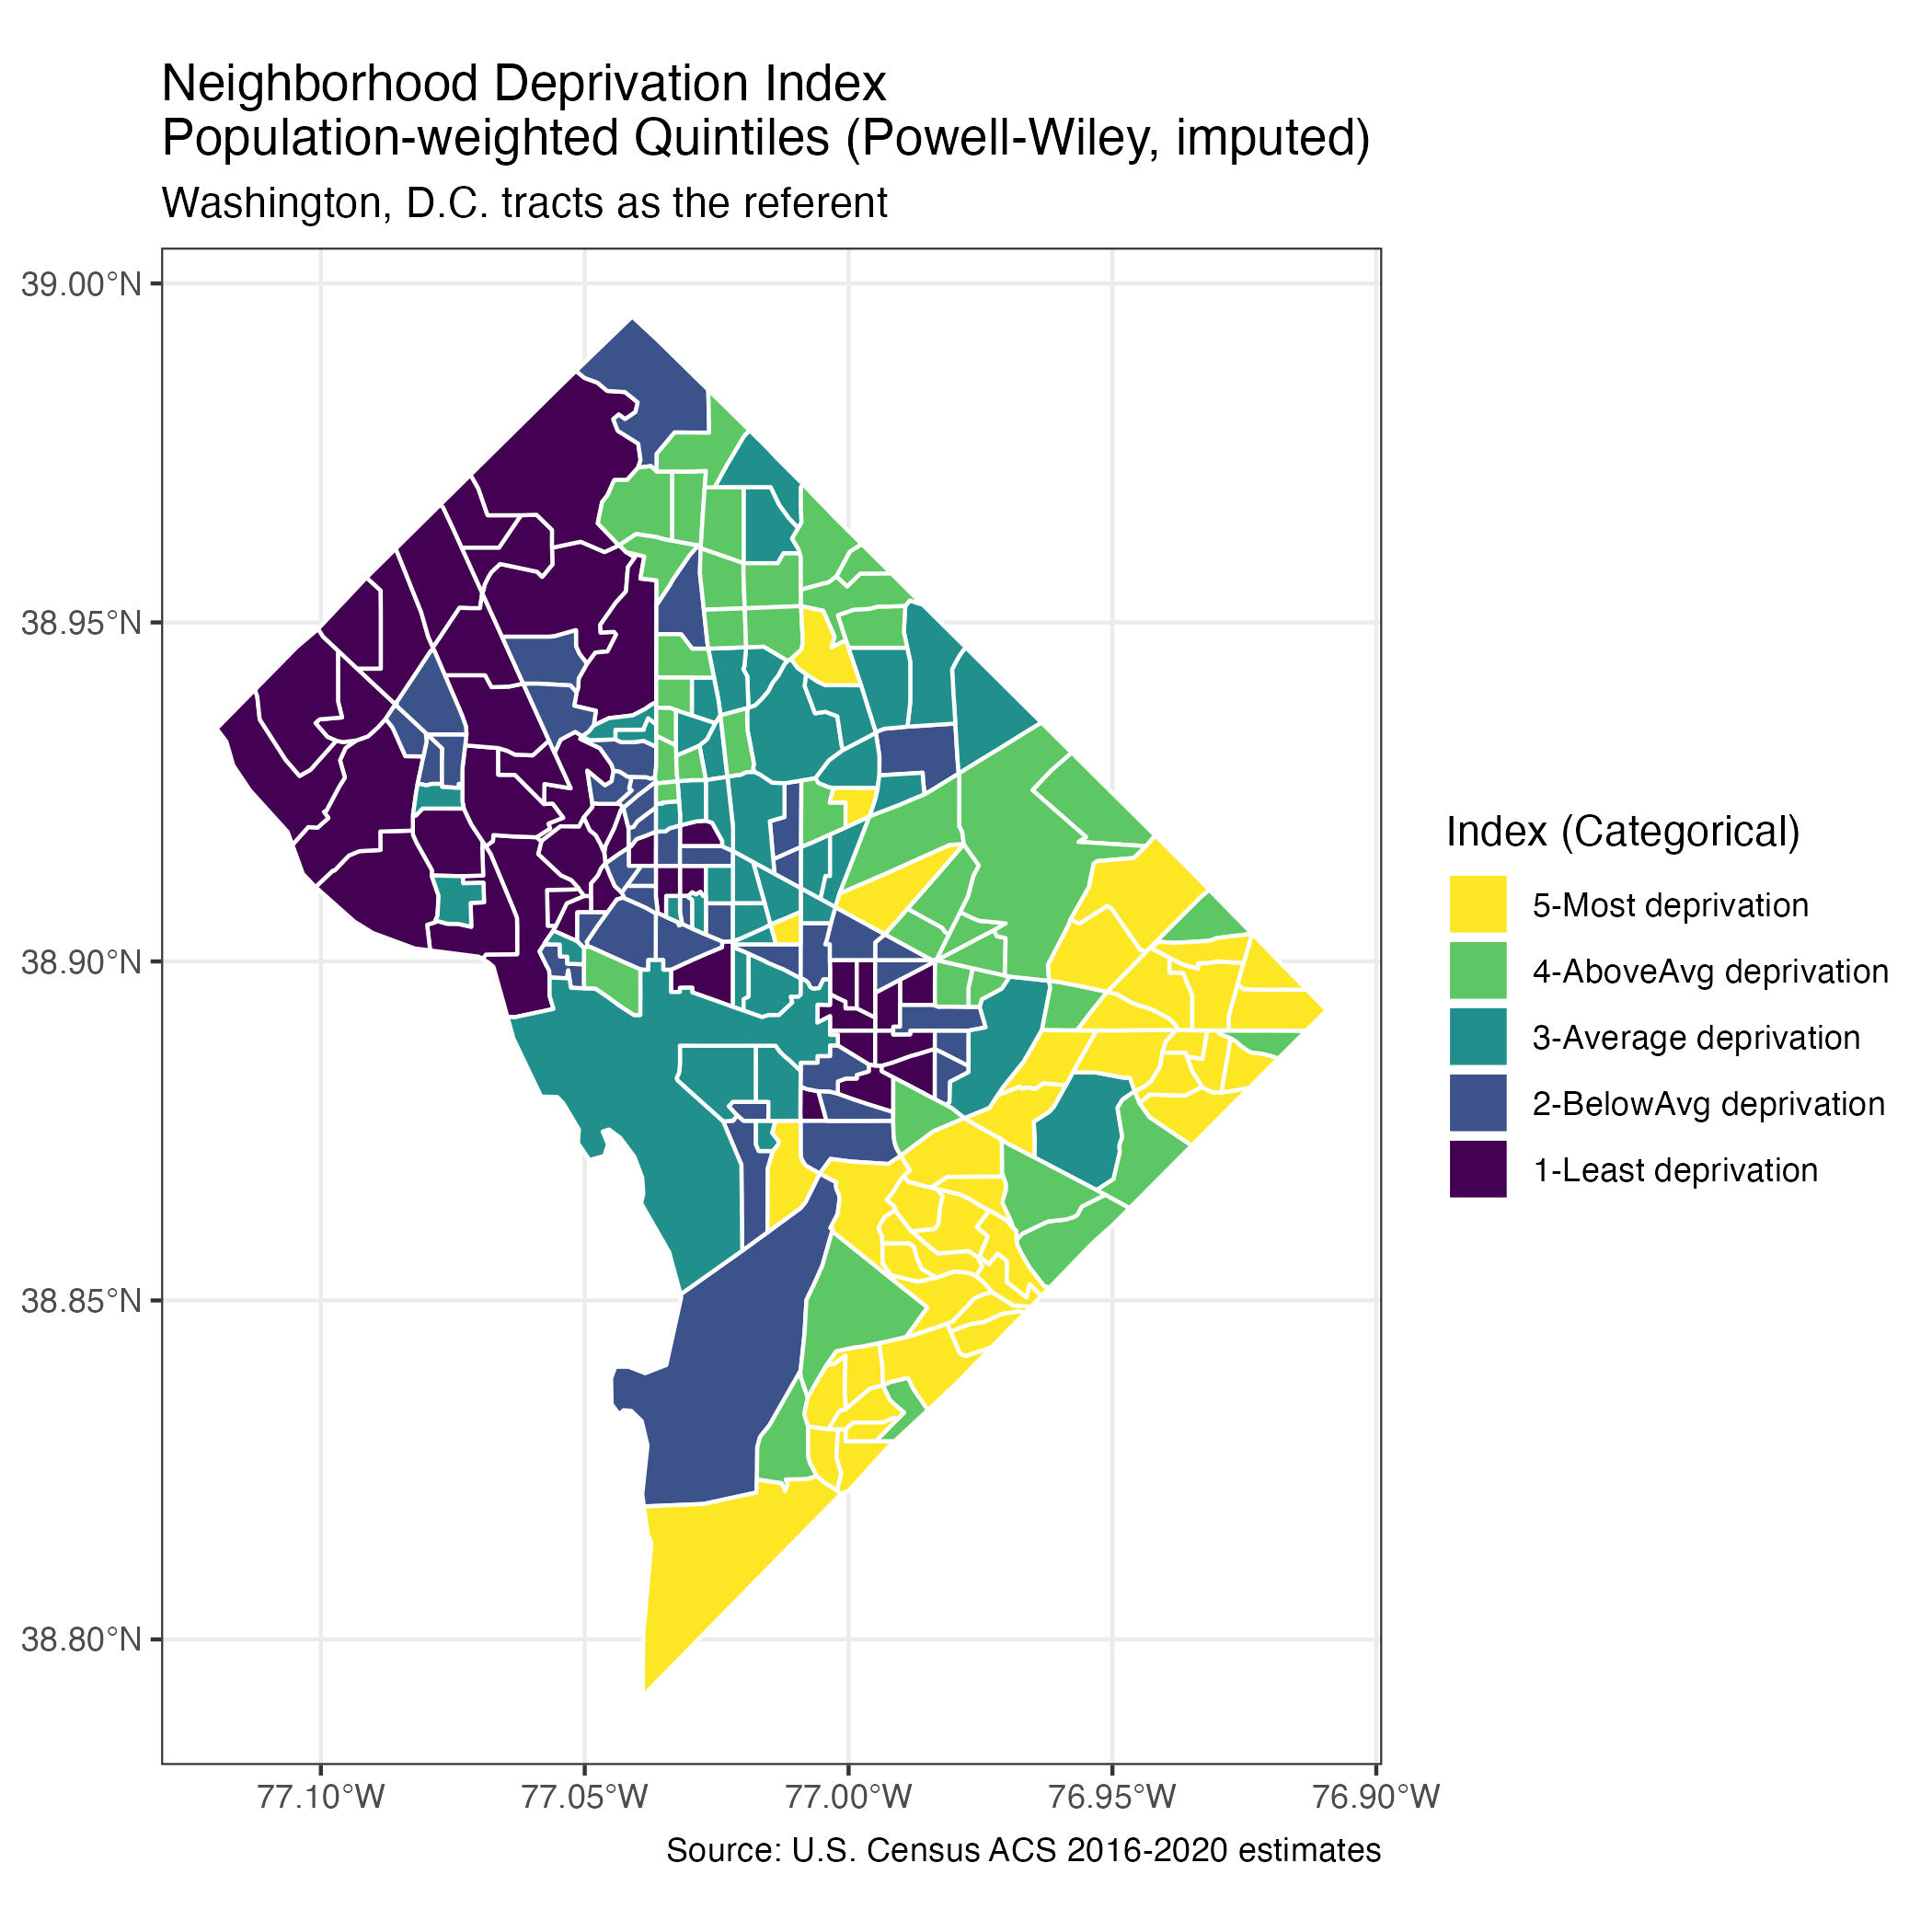 Neighborhood Deprivation Index
Population-weighted Quintiles (Powell-Wiley, imputed)
Washington, D.C. tracts as the referent
39.00°N
38.95°N
38.90°N
38.85°N
38.80°N
77.10°W
77.05°W
77.00°W
76.95°W
76.90°W
Index (Categorical)
5-Most deprivation
4-AboveAvg deprivation
3-Average deprivation
2-BelowAvg deprivation
1-Least deprivation
Source: U.S. Census ACS 2016-2020 estimates